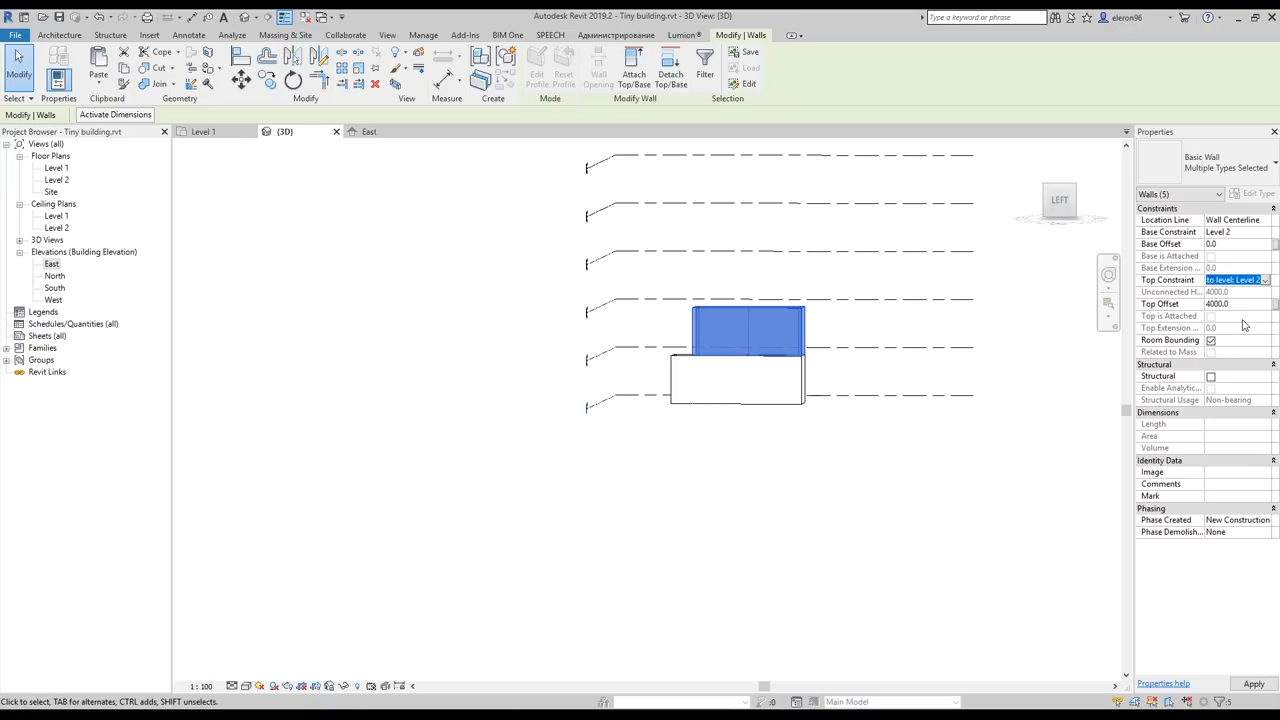 Autodesk Revit 2019.2 - Tiny building.rvt - 3D View: {3D}
Type a keyword or phrase
eleron96
File Architecture Structure Insert Annotate Analyze Massing & Site Collaborate View Manage Add-Ins BIM One SPEECH Администрирование Lumion® Modify | Walls
Modify Properties Paste Cope Cut Join Edit Profile Reset Profile Wall Opening Attach Top/Base Detach Top/Base Filter Save Load Edit
Select Properties Clipboard Geometry Modify View Measure Create Mode Modify Wall Selection
Modify | Walls Activate Dimensions
Project Browser - Tiny building.rvt
Views (all)
Floor Plans
Level 1
Level 2
Site
Ceiling Plans
Level 1
Level 2
3D Views
Elevations (Building Elevation)
East
North
South
West
Legends
Schedules/Quantities (all)
Sheets (all)
Families
Groups
Revit Links
Level 1 {3D} East
LEFT
Properties
Basic Wall
Multiple Types Selected
Walls (5) Edit Type
Constraints
Location Line Wall Centerline
Base Constraint Level 2
Base Offset 0.0
Base is Attached
Base Extension ... 0.0
Top Constraint to level: Level 2
Unconnected H... 4000.0
Top Offset 4000.0
Top is Attached
Top Extension ... 0.0
Room Bounding
Related to Mass
Structural
Structural
Enable Analytic...
Structural Usage Non-bearing
Dimensions
Length
Area
Volume
Identity Data
Image
Comments
Mark
Phasing
Phase Created New Construction
Phase Demolish... None
Properties help Apply
1 : 100
Click to select, TAB for alternates, CTRL adds, SHIFT unselects. :0 Main Model :5